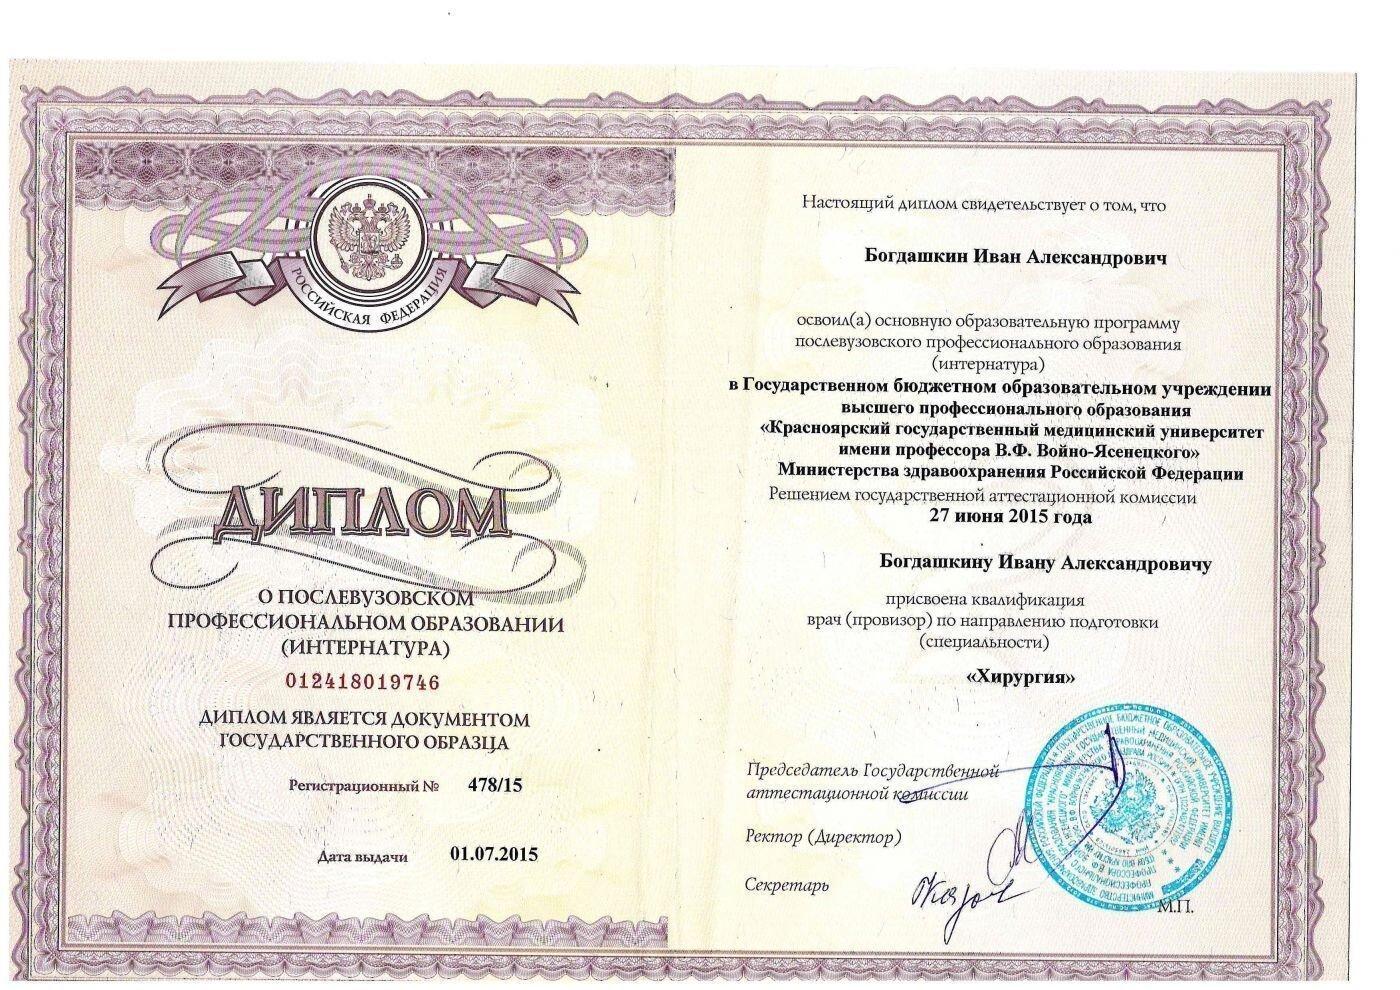 РОССИЙСКАЯ ФЕДЕРАЦИЯ
ДИПЛОМ
О ПОСЛЕВУЗОВСКОМ
ПРОФЕССИОНАЛЬНОМ ОБРАЗОВАНИИ
(ИНТЕРНАТУРА)
012418019746
ДИПЛОМ ЯВЛЯЕТСЯ ДОКУМЕНТОМ
ГОСУДАРСТВЕННОГО ОБРАЗЦА
Регистрационный № 478/15
Дата выдачи 01.07.2015
Настоящий диплом свидетельствует о том, что
Богдашкин Иван Александрович
освоил(а) основную образовательную программу
послевузовского профессионального образования
(интернатура)
в Государственном бюджетном образовательном учреждении
высшего профессионального образования
«Красноярский государственный медицинский университет
имени профессора В.Ф. Войно-Ясенецкого»
Министерства здравоохранения Российской Федерации
Решением государственной аттестационной комиссии
27 июня 2015 года
Богдашкину Ивану Александровичу
присвоена квалификация
врач (провизор) по направлению подготовки
(специальности)
«Хирургия»
Председатель Государственной
аттестационной комиссии
Ректор (Директор)
Секретарь
М.П.